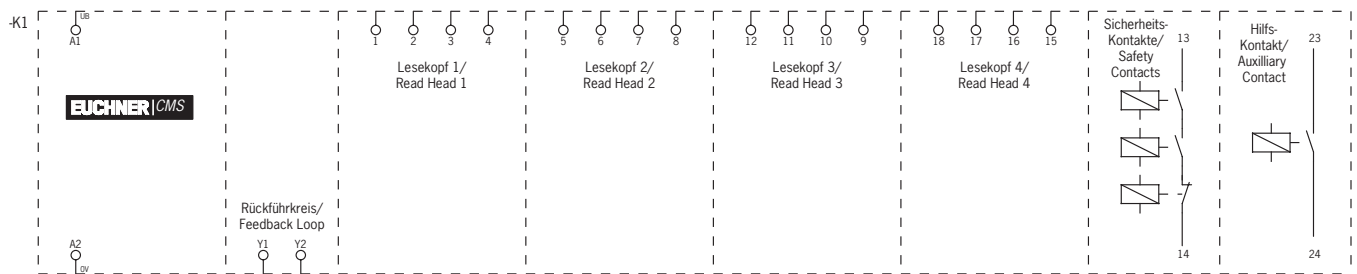 -K1
UB
A1
1 2 3 4
5 6 7 8
12 11 10 9
18 17 16 15
Lesekopf 1/
Read Head 1
Lesekopf 2/
Read Head 2
Lesekopf 3/
Read Head 3
Lesekopf 4/
Read Head 4
Sicherheits-
Kontakte/
Safety
Contacts
13
Hilfs-
Kontakt/
Auxilliary
Contact
23
EUCHNER CMS
Rückführkreis/
Feedback Loop
A2
0V
Y1 Y2
14
24